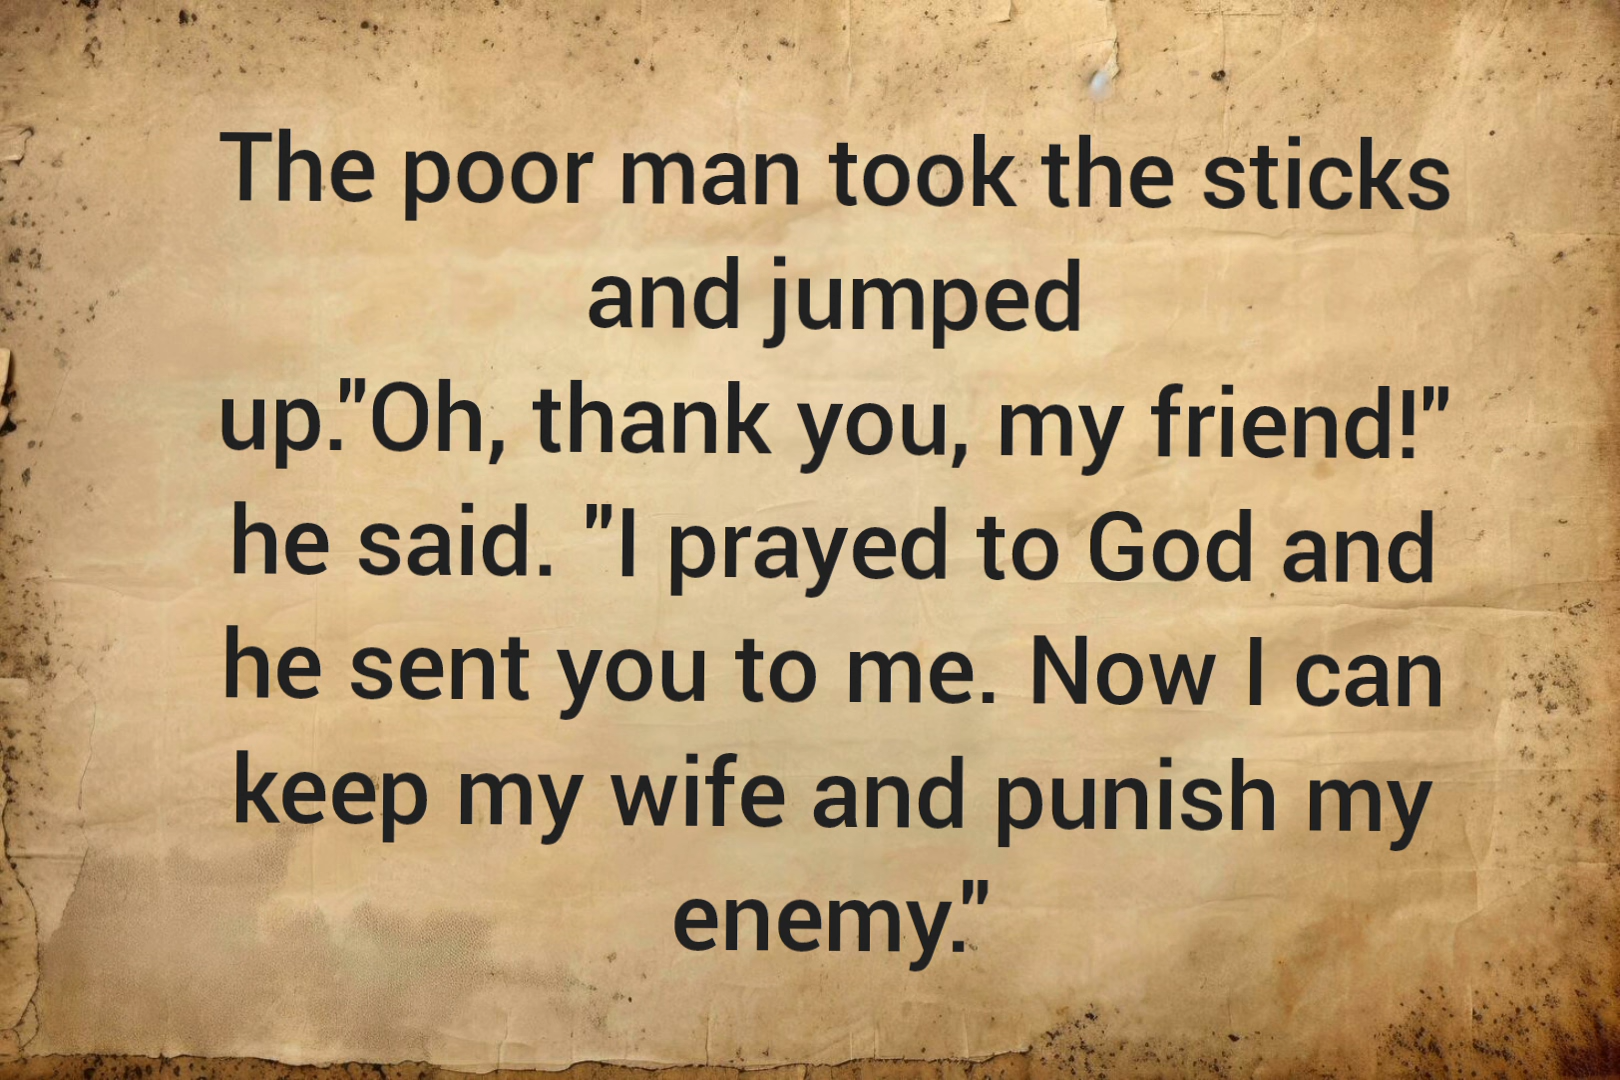 The poor man took the sticks
and jumped
up."Oh, thank you, my friend!"
he said. "I prayed to God and
he sent you to me. Now I can
keep my wife and punish my
enemy."